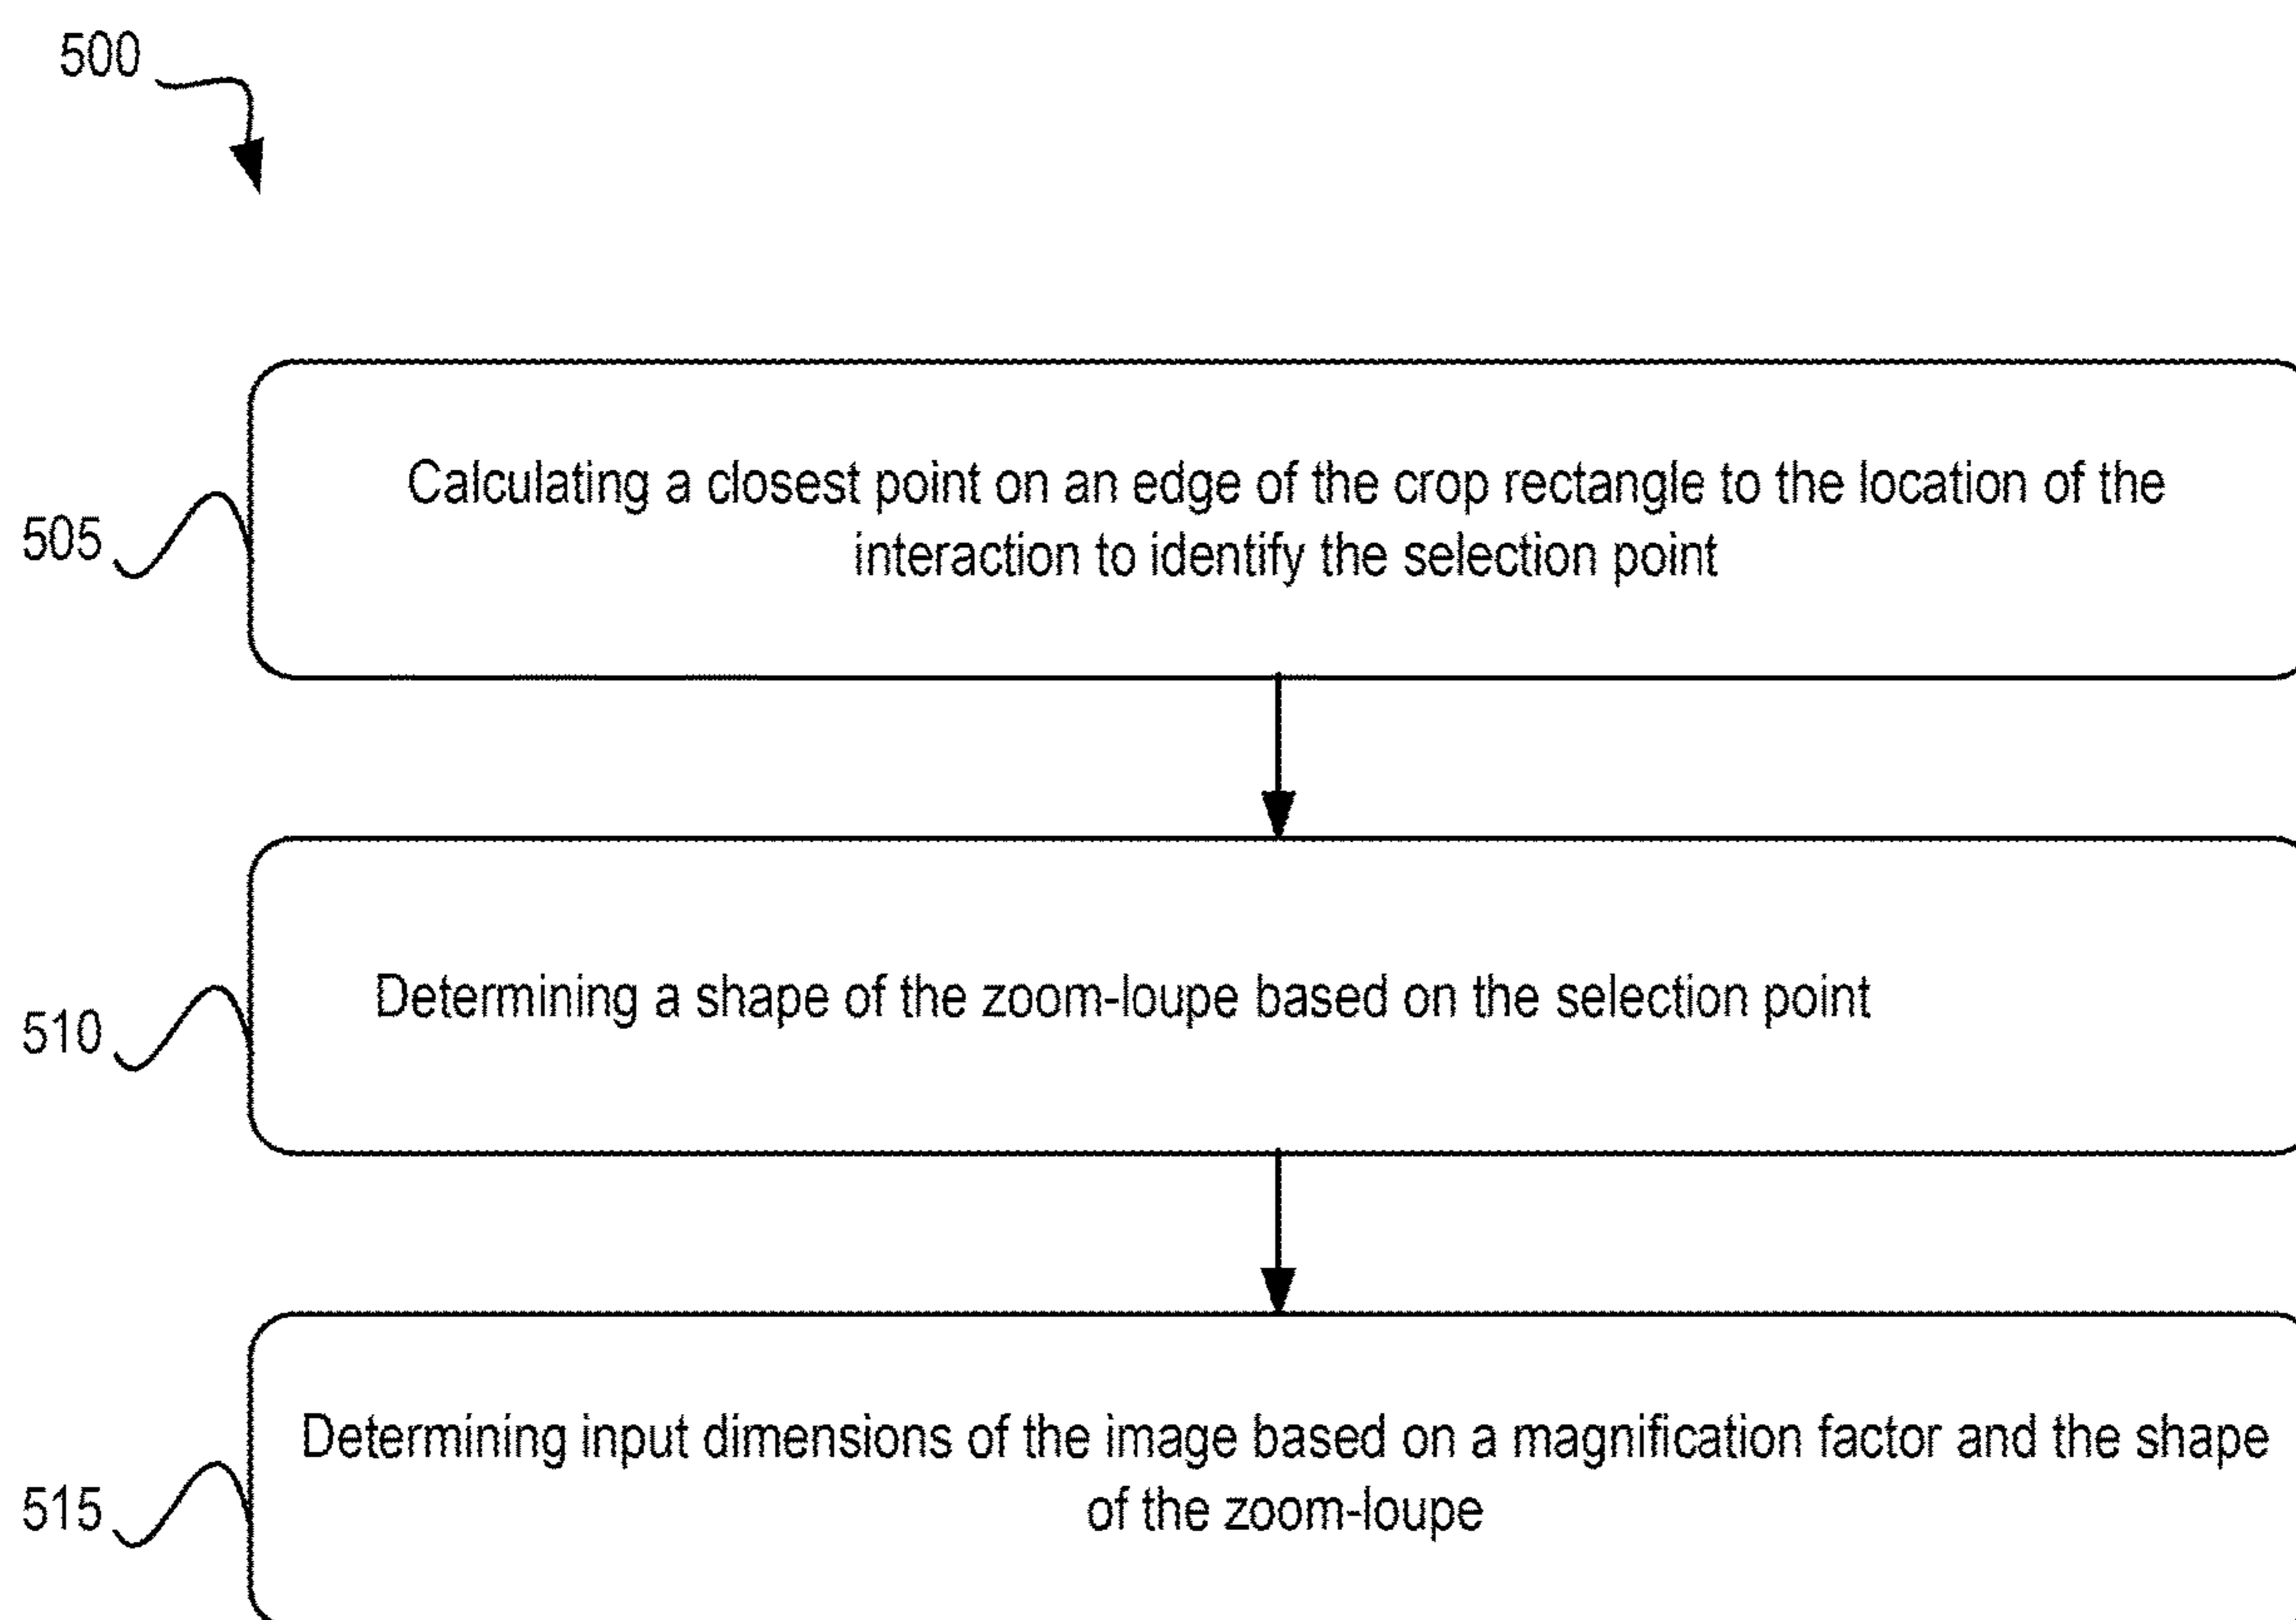 500
505
Calculating a closest point on an edge of the crop rectangle to the location of the
interaction to identify the selection point
510
Determining a shape of the zoom-loupe based on the selection point
515
Determining input dimensions of the image based on a magnification factor and the shape
of the zoom-loupe